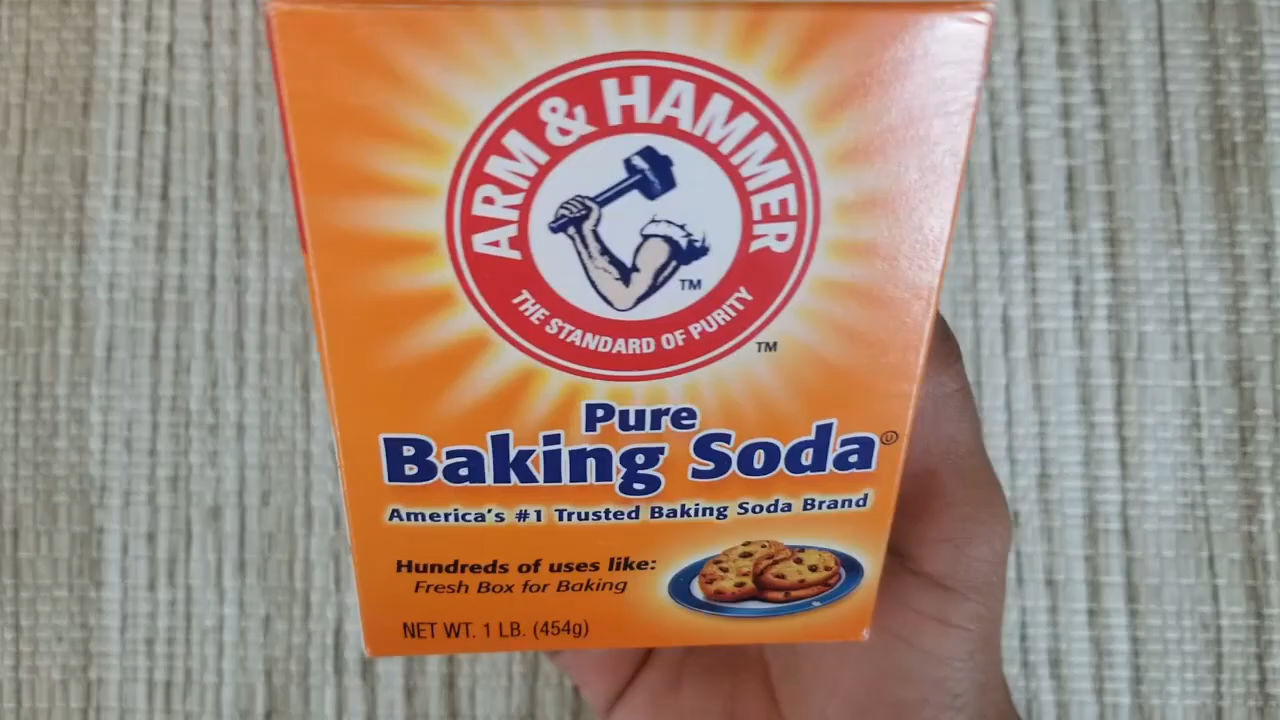 ARM & HAMMER
TM
THE STANDARD OF PURITY
TM
Pure
Baking Soda Ⓤ
America's #1 Trusted Baking Soda Brand
Hundreds of uses like:
Fresh Box for Baking
NET WT. 1 LB. (454g)